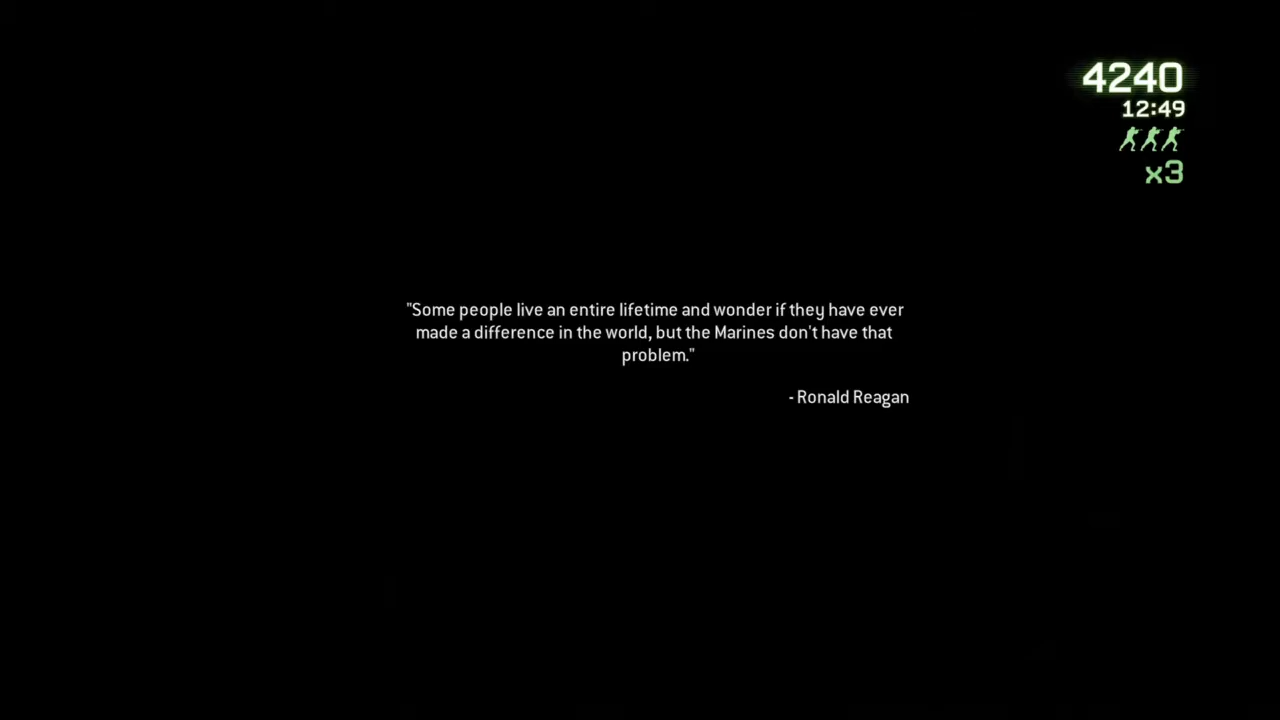 4240
12:49
x3
"Some people live an entire lifetime and wonder if they have ever
made a difference in the world, but the Marines don't have that
problem."
- Ronald Reagan